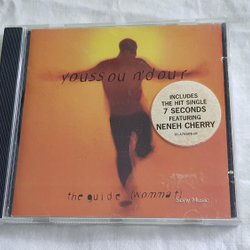 youssou n'dour
INCLUDES
THE HIT SINGLE
7 SECONDS
FEATURING
NENEH CHERRY
the guide (wommat)
Sony Music